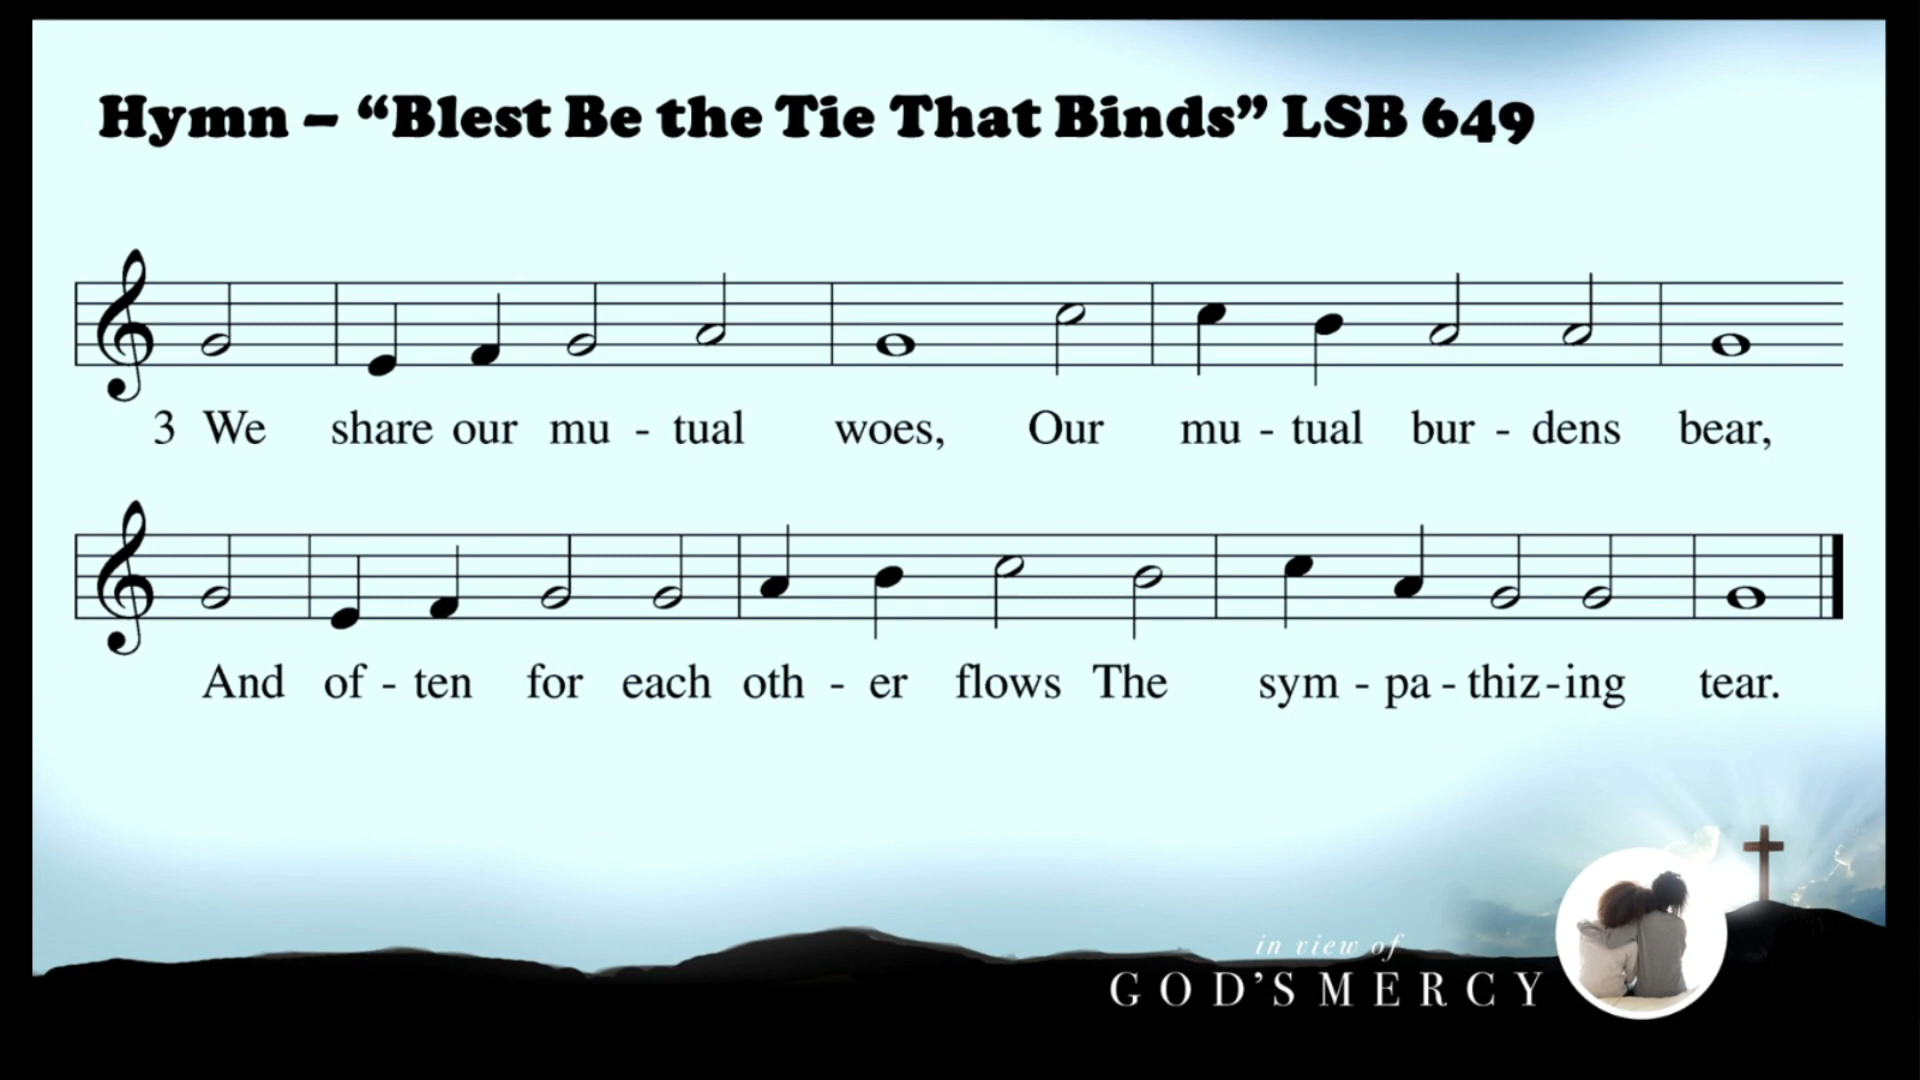 Hymn – “Blest Be the Tie That Binds” LSB 649
3 We share our mu - tual woes, Our mu - tual bur - dens bear,
And of - ten for each oth - er flows The sym - pa - thiz - ing tear.
in view of
GOD’S MERCY